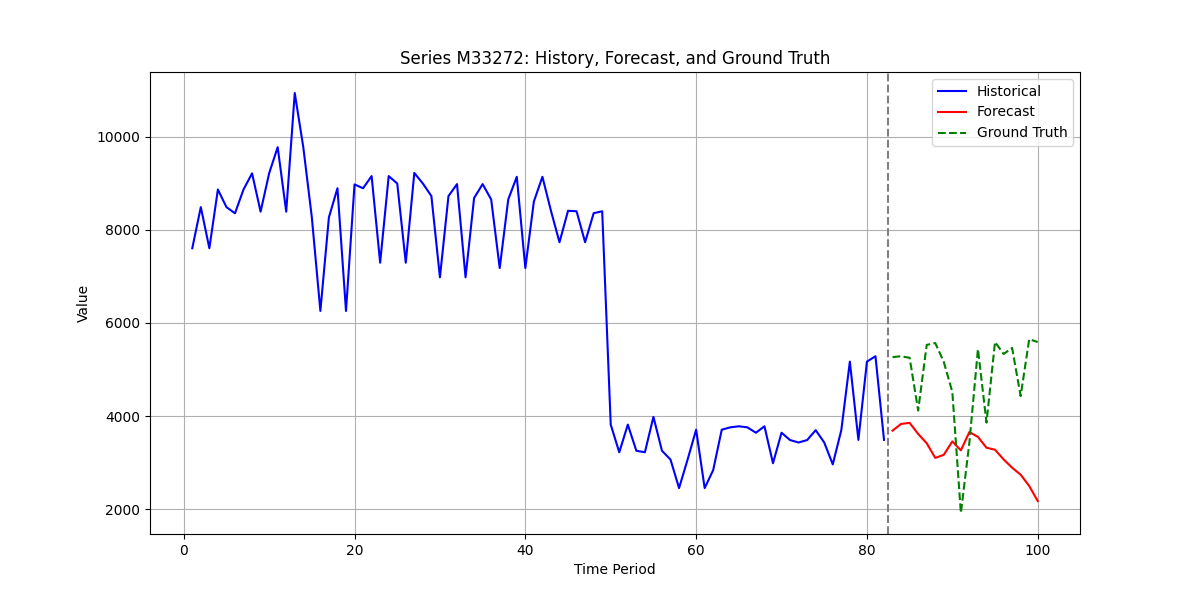 Series M33272: History, Forecast, and Ground Truth
Historical
Forecast
Ground Truth
10000
8000
6000
4000
2000
Value
0 20 40 60 80 100
Time Period